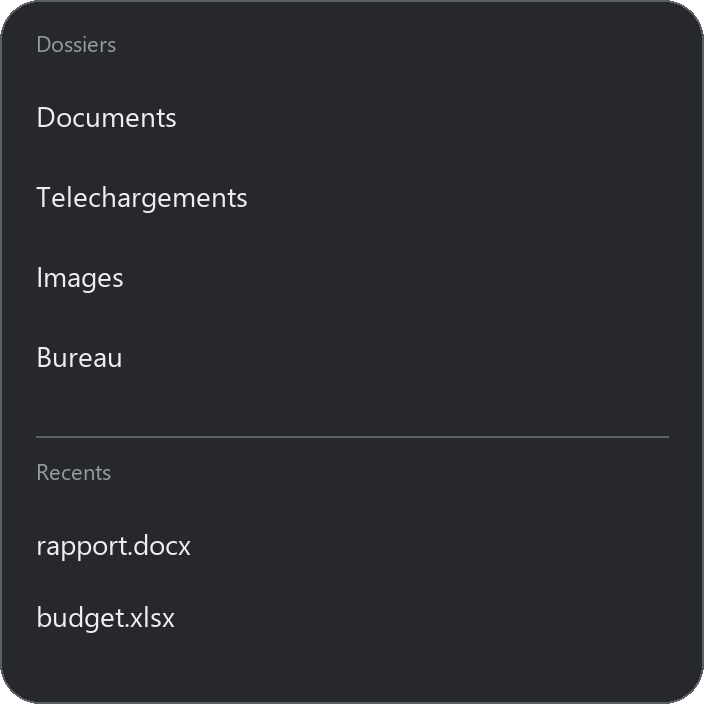 Dossiers
Documents
Telechargements
Images
Bureau
Recents
rapport.docx
budget.xlsx